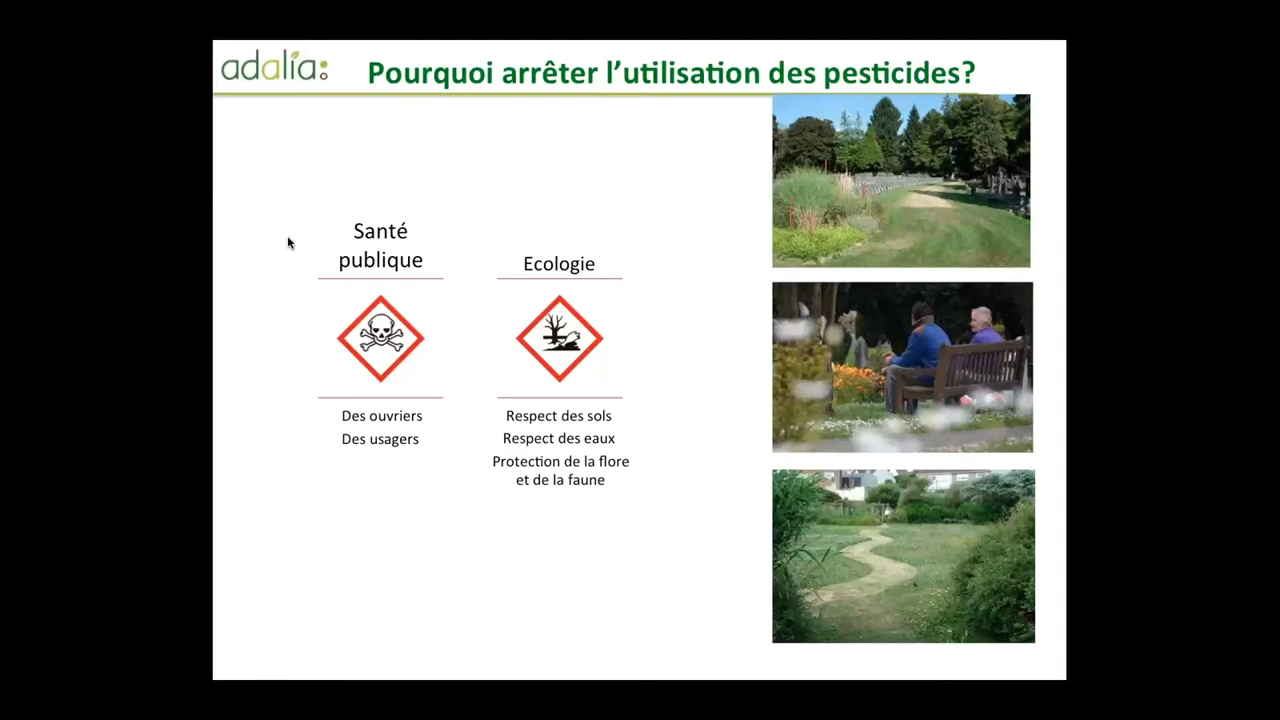 adalia
Pourquoi arrêter l’utilisation des pesticides?
Santé
publique
Des ouvriers
Des usagers
Ecologie
Respect des sols
Respect des eaux
Protection de la flore
et de la faune